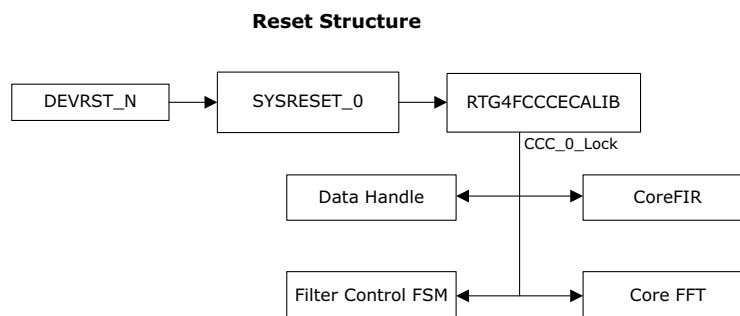 Reset Structure
DEVRST_N
SYSRESET_0
RTG4FCCCECALIB
CCC_0_Lock
Data Handle
CoreFIR
Filter Control FSM
Core FFT